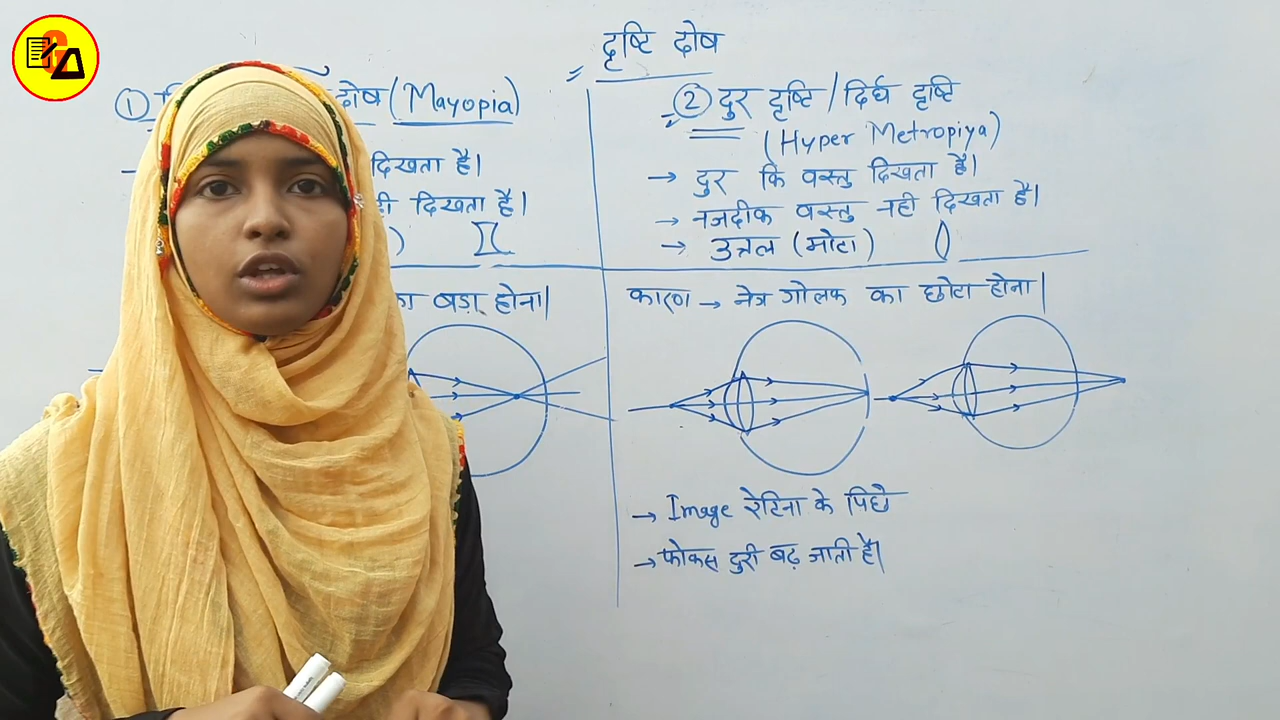 दृष्टि दोष
① दोष (Mayopia)
दिखता है।
ही दिखता है।
)
का बड़ा होना।
② दुर दृष्टि / दिर्घ दृष्टि
(Hyper Metropiya)
→ दुर कि वस्तु दिखता है।
→ नजदीक वस्तु नही दिखता है।
→ उत्तल (मोटा)
कारण → नेत्र गोलक का छोटा होना।
→ Image रेटिना के पिछे
→ फोकस दुरी बढ़ जाती है।